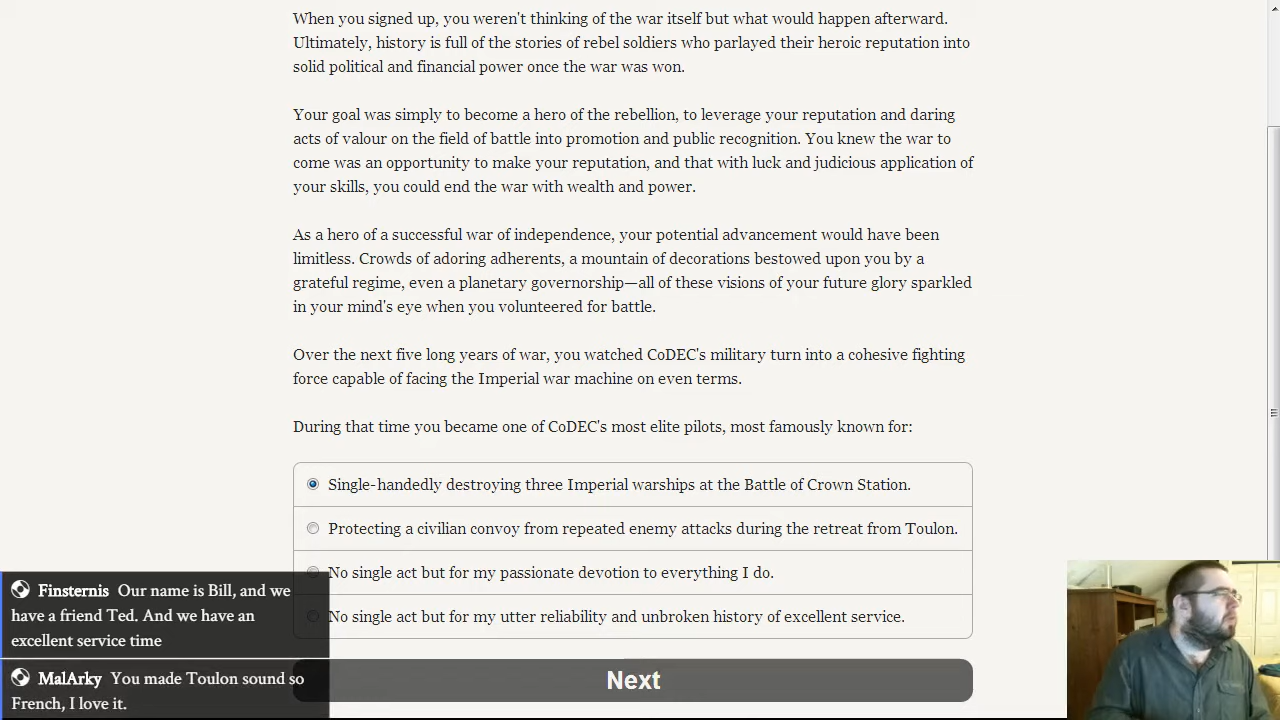 When you signed up, you weren't thinking of the war itself but what would happen afterward.
Ultimately, history is full of the stories of rebel soldiers who parlayed their heroic reputation into
solid political and financial power once the war was won.
Your goal was simply to become a hero of the rebellion, to leverage your reputation and daring
acts of valour on the field of battle into promotion and public recognition. You knew the war to
come was an opportunity to make your reputation, and that with luck and judicious application of
your skills, you could end the war with wealth and power.
As a hero of a successful war of independence, your potential advancement would have been
limitless. Crowds of adoring adherents, a mountain of decorations bestowed upon you by a
grateful regime, even a planetary governorship—all of these visions of your future glory sparkled
in your mind's eye when you volunteered for battle.
Over the next five long years of war, you watched CoDEC's military turn into a cohesive fighting
force capable of facing the Imperial war machine on even terms.
During that time you became one of CoDEC's most elite pilots, most famously known for:
Single-handedly destroying three Imperial warships at the Battle of Crown Station.
Protecting a civilian convoy from repeated enemy attacks during the retreat from Toulon.
No single act but for my passionate devotion to everything I do.
No single act but for my utter reliability and unbroken history of excellent service.
Next
Finsternis Our name is Bill, and we
have a friend Ted. And we have an
excellent service time
MalArky You made Toulon sound so
French, I love it.